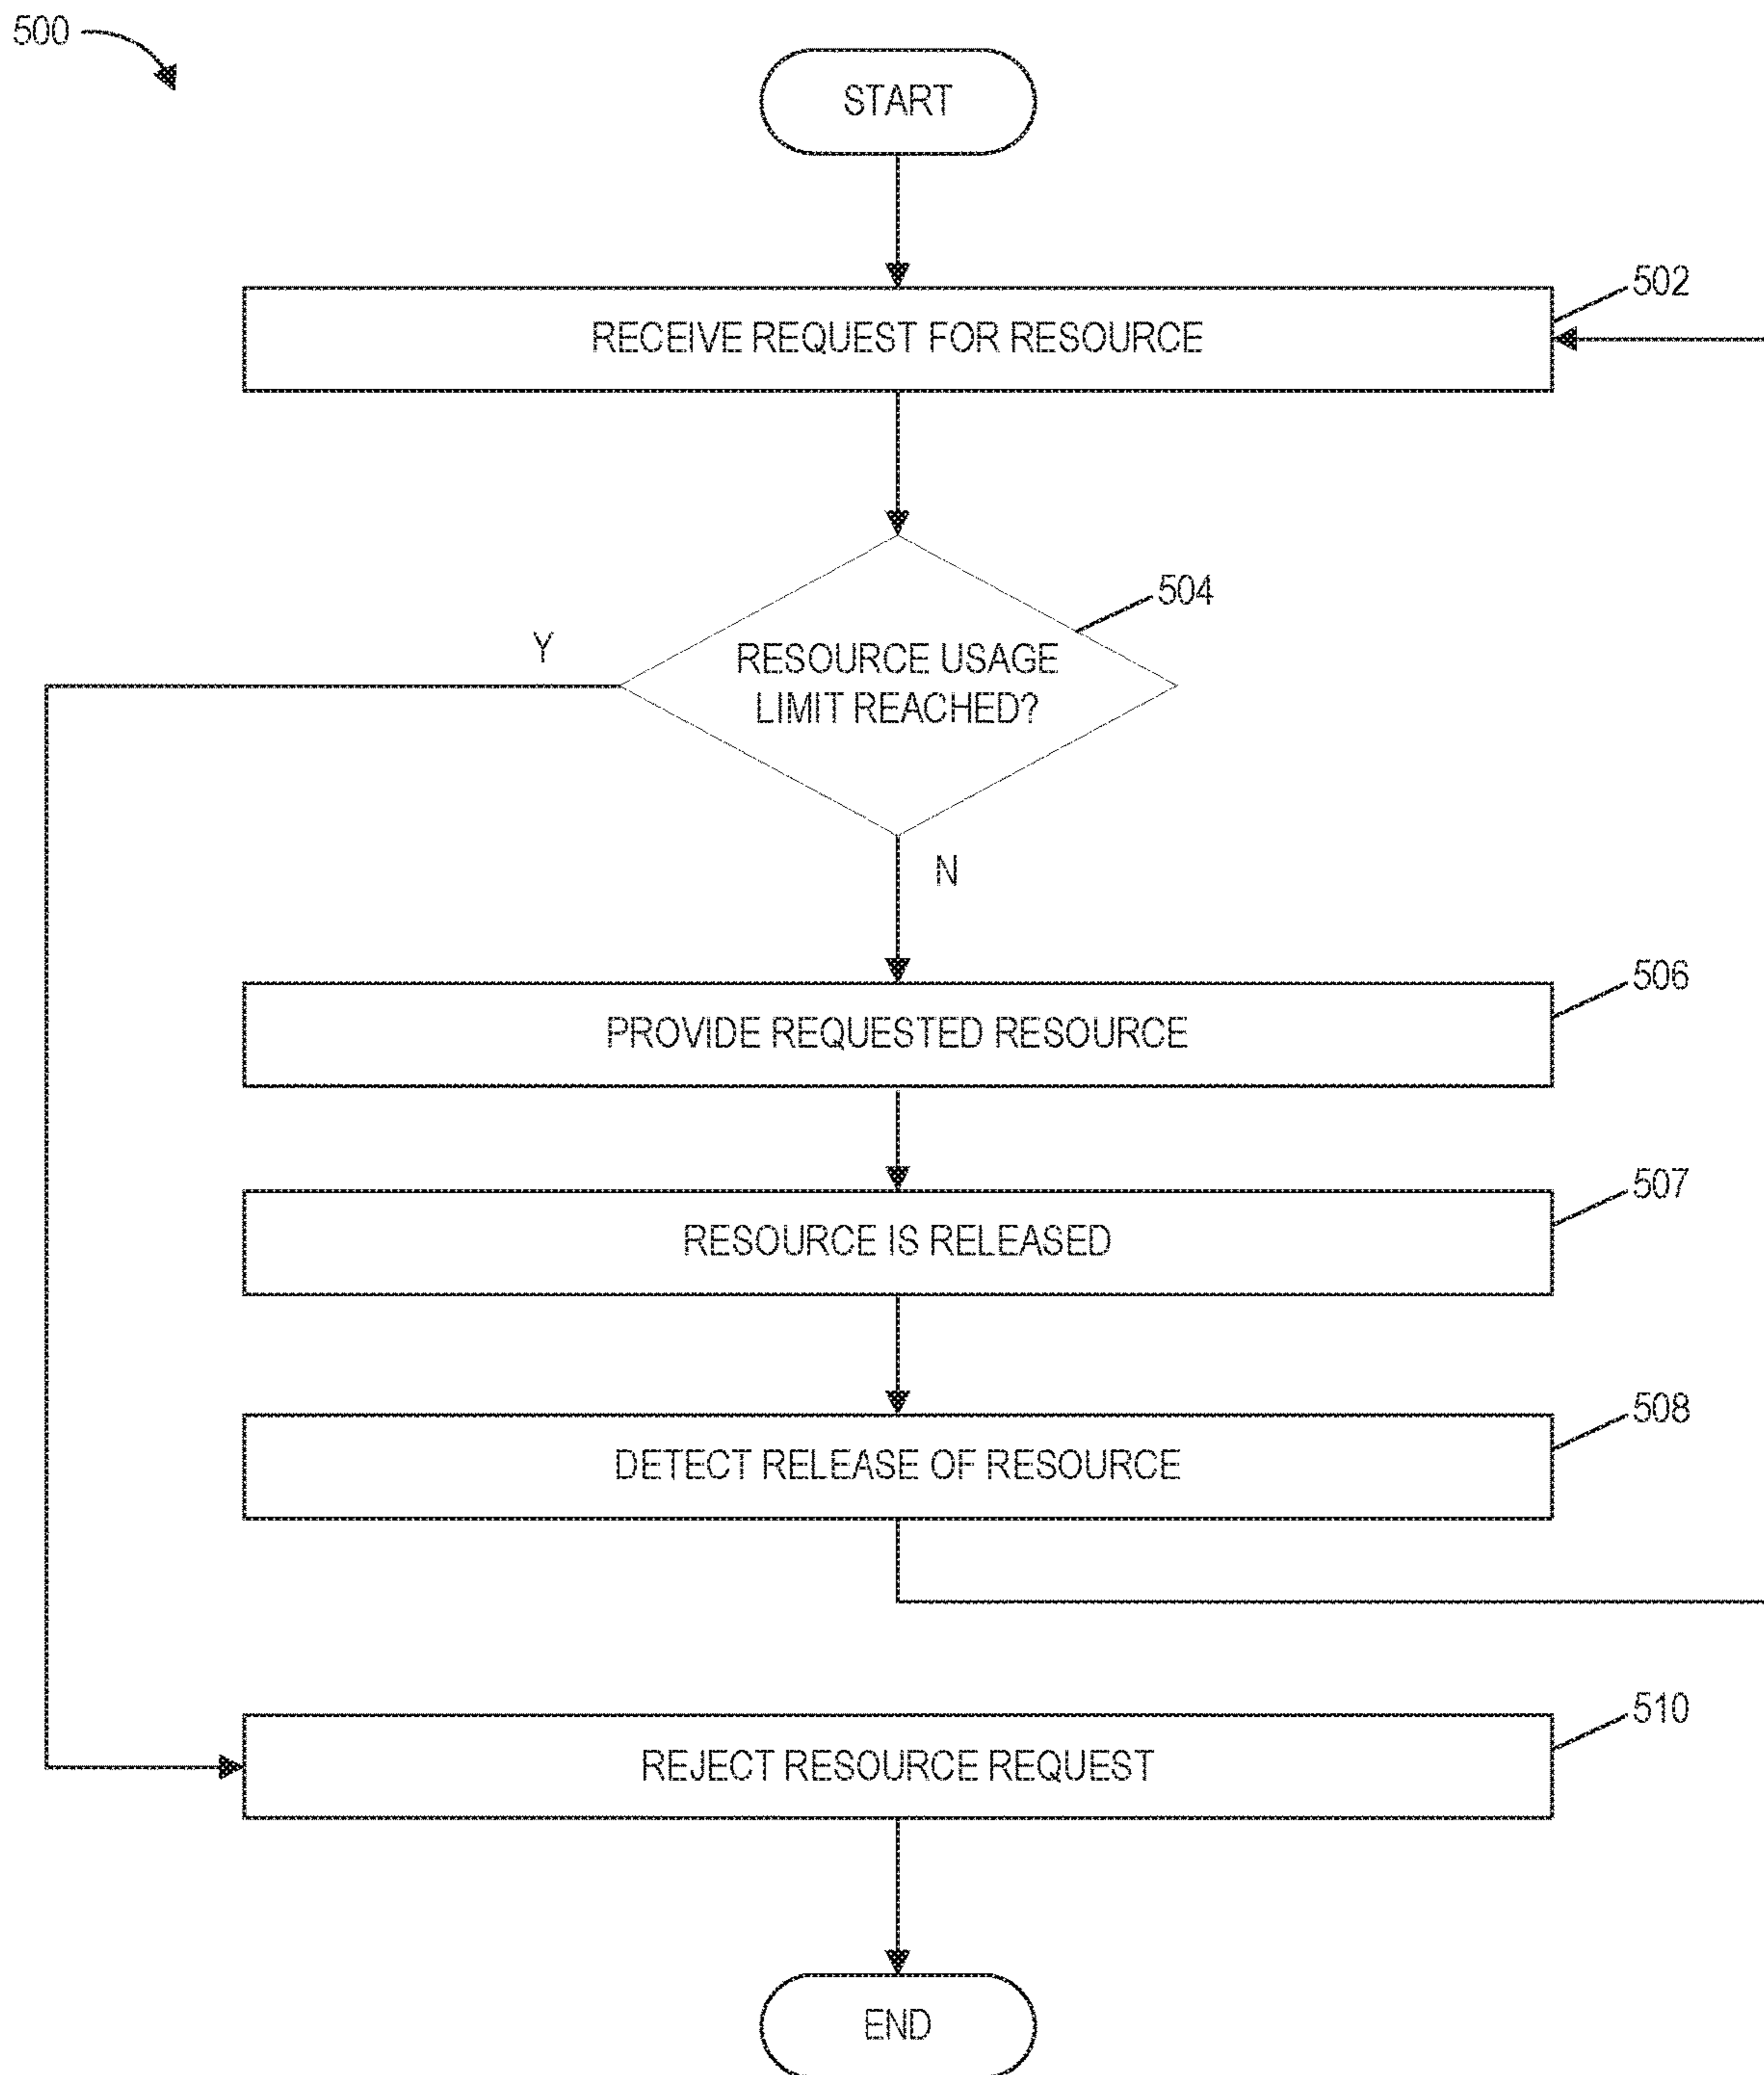 500
START
502
RECEIVE REQUEST FOR RESOURCE
504
Y
RESOURCE USAGE
LIMIT REACHED?
N
506
PROVIDE REQUESTED RESOURCE
507
RESOURCE IS RELEASED
508
DETECT RELEASE OF RESOURCE
510
REJECT RESOURCE REQUEST
END